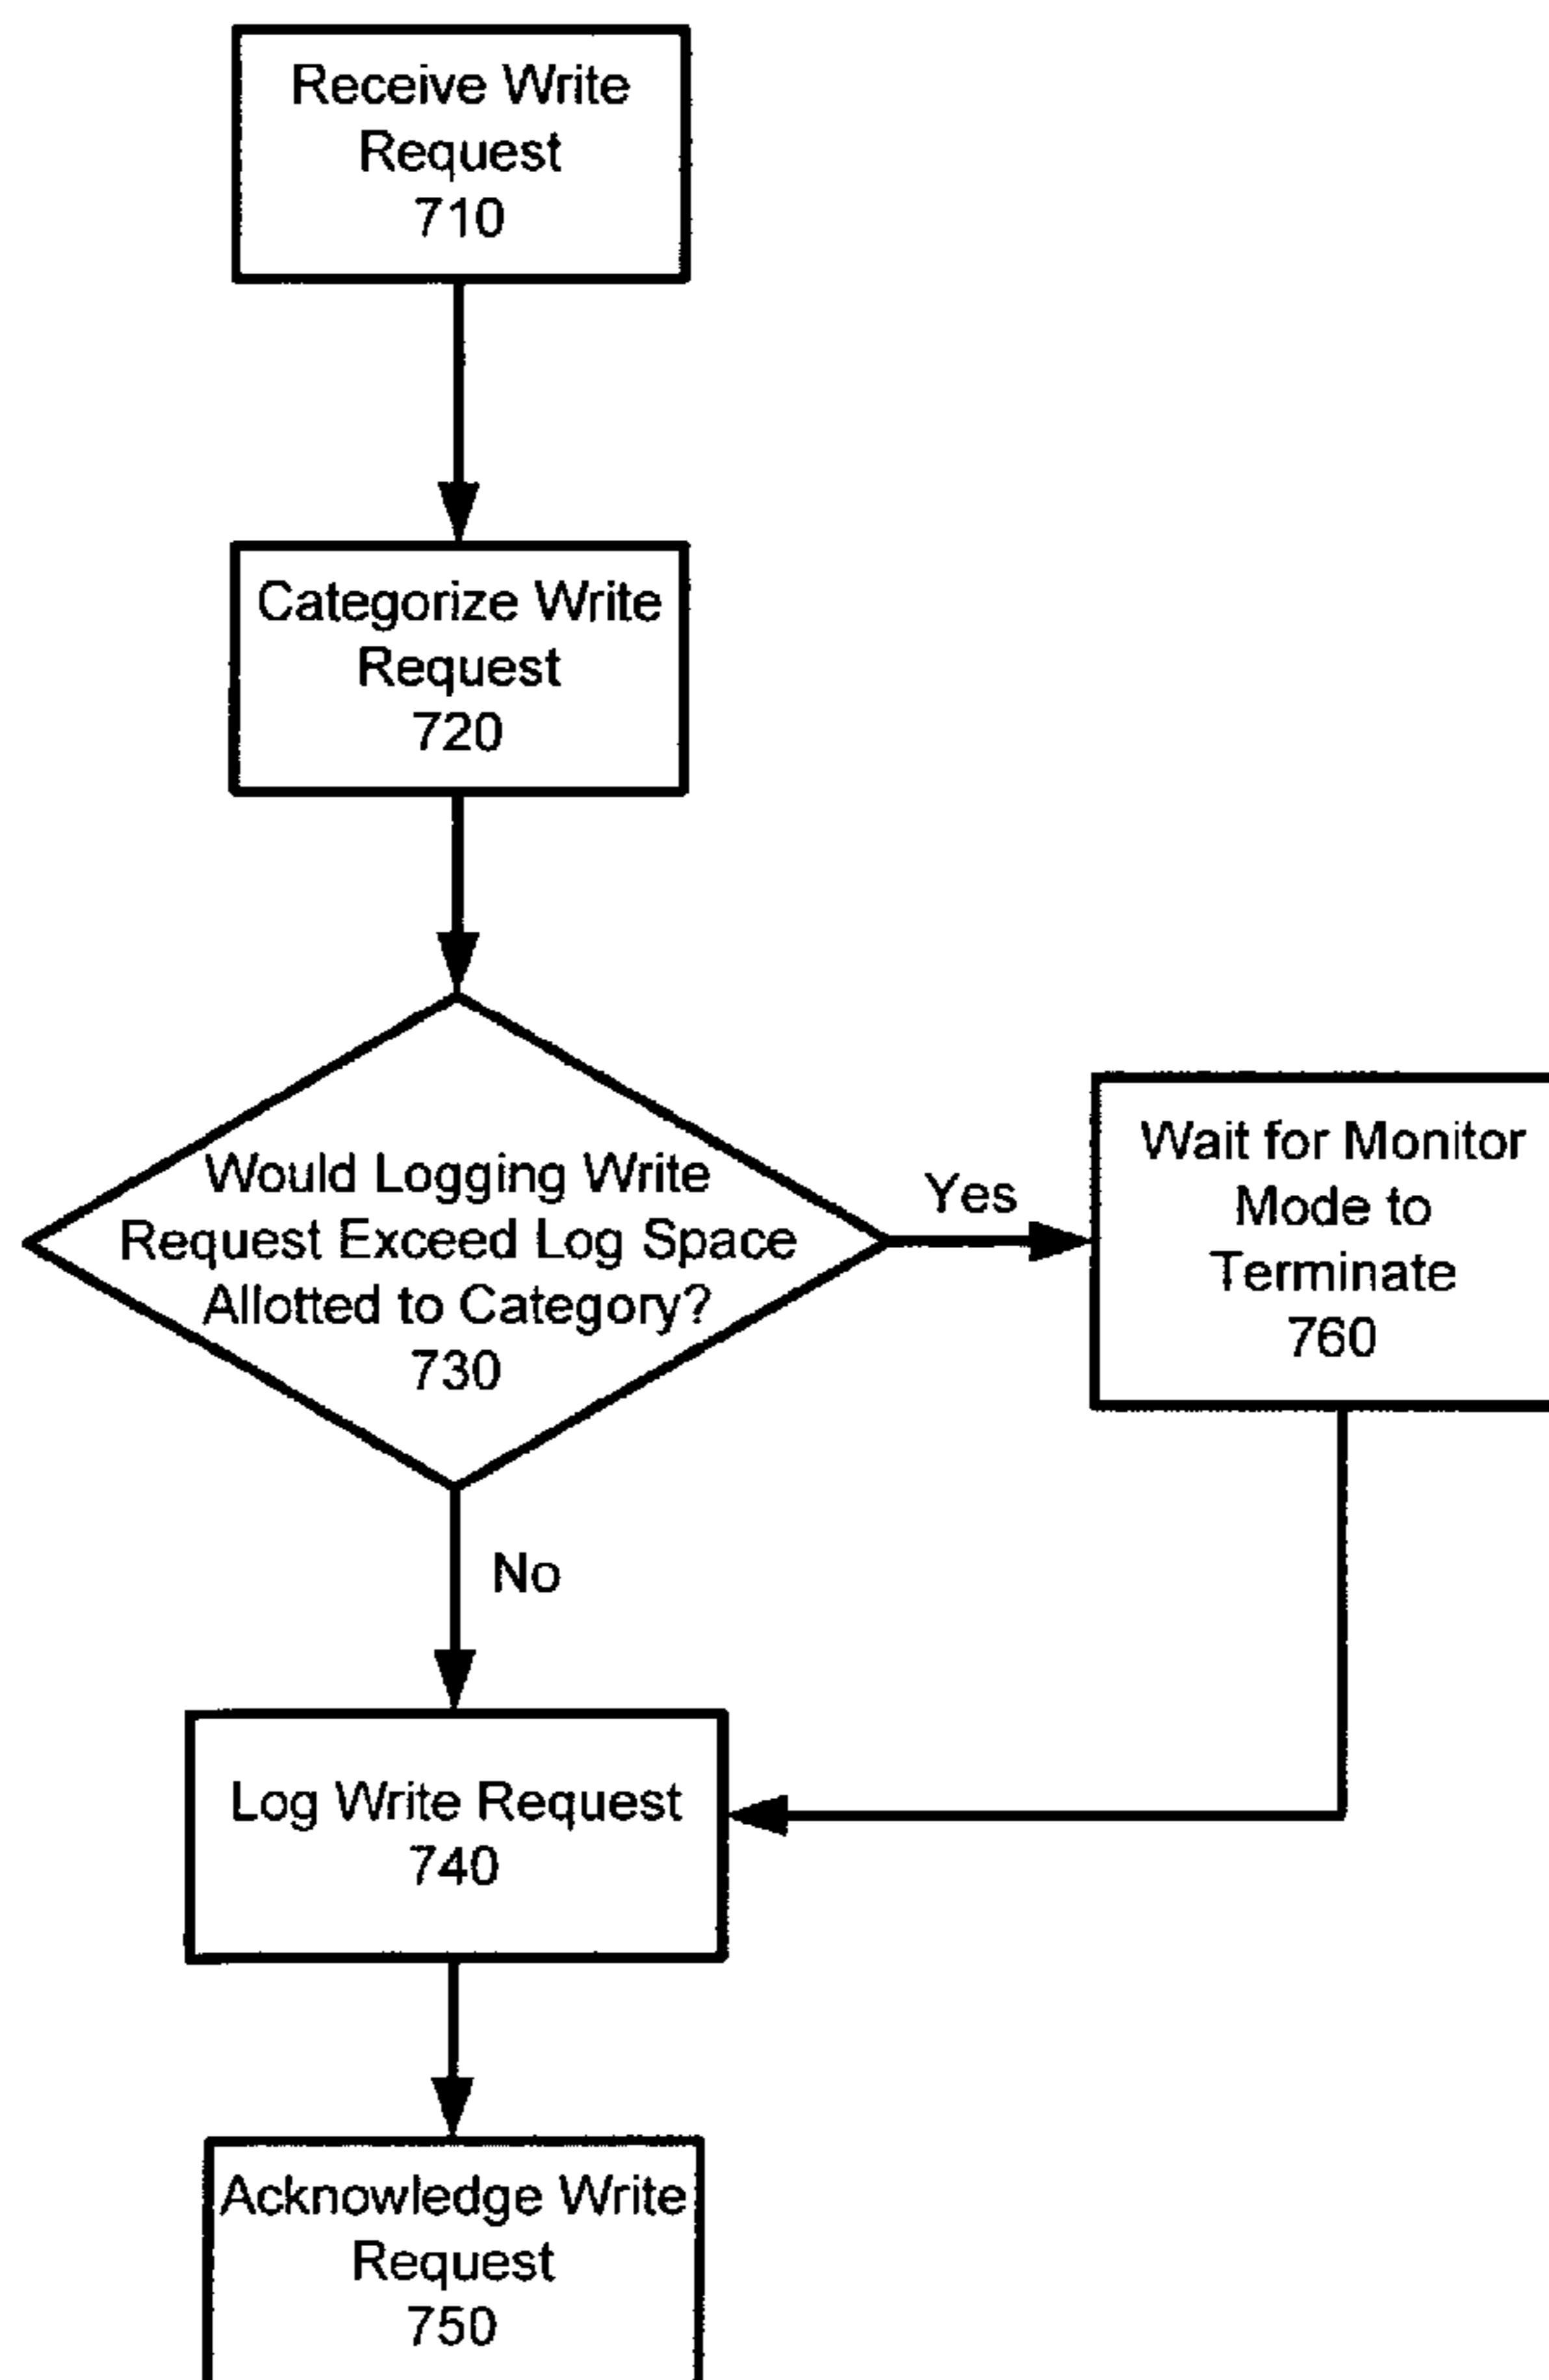 Receive Write
Request
710
Categorize Write
Request
720
Would Logging Write
Request Exceed Log Space
Allotted to Category?
730
Yes
Wait for Monitor
Mode to
Terminate
760
No
Log Write Request
740
Acknowledge Write
Request
750